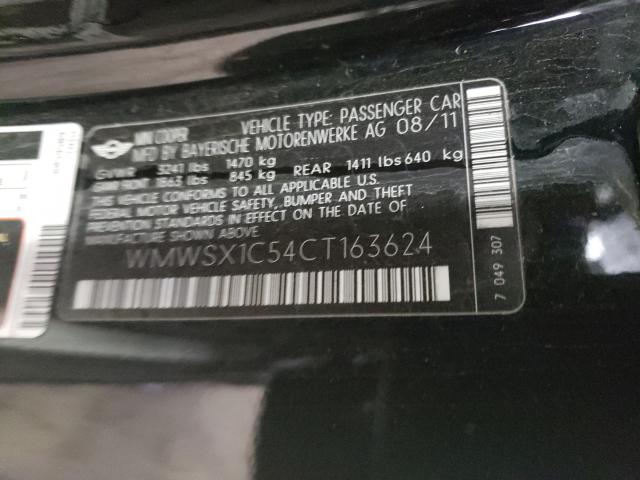 MINI COOPER VEHICLE TYPE: PASSENGER CAR
MFD BY BAYERISCHE MOTORENWERKE AG 08/11
GVWR 3241 lbs 1470 kg
GAWR FRONT 1863 lbs 845 kg REAR 1411 lbs 640 kg
THIS VEHICLE CONFORMS TO ALL APPLICABLE
FEDERAL MOTOR VEHICLE SAFETY, BUMPER AND THEFT
PREVENTION STANDARDS IN EFFECT ON THE DATE OF
MANUFACTURE SHOWN ABOVE
WMWSX1C54CT163624
7 049 307